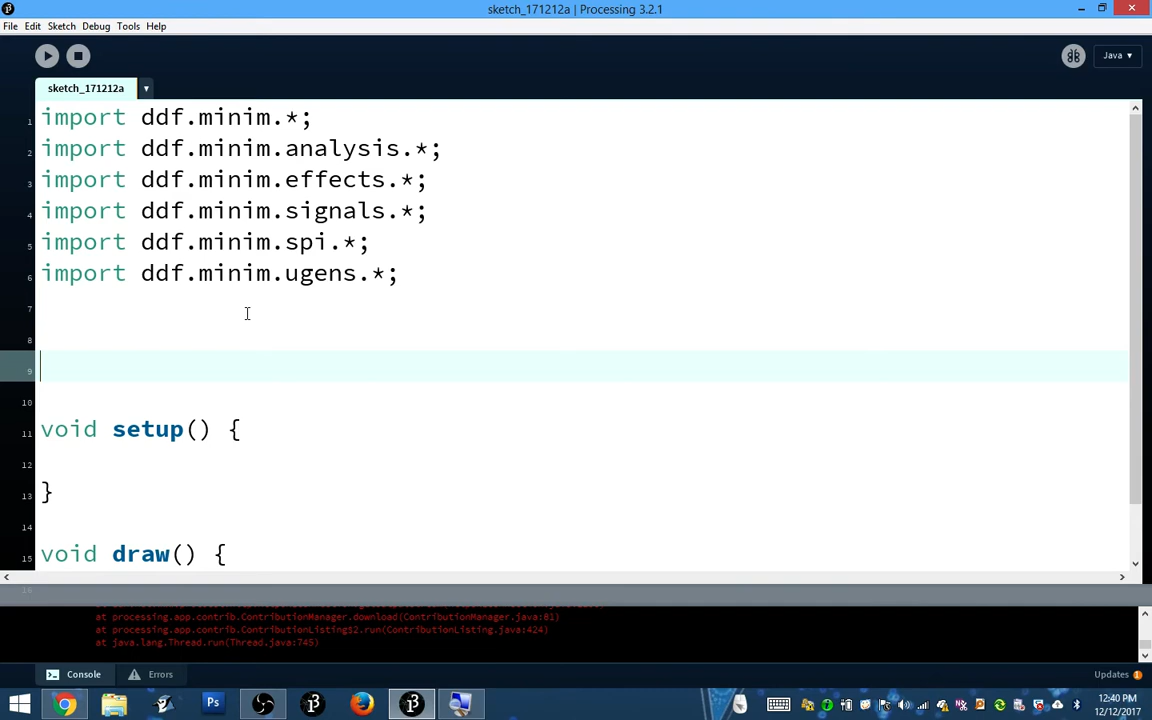 sketch_171212a | Processing 3.2.1
File Edit Sketch Debug Tools Help
Java ▾
sketch_171212a ▾
1 import ddf.minim.*;
2 import ddf.minim.analysis.*;
3 import ddf.minim.effects.*;
4 import ddf.minim.signals.*;
5 import ddf.minim.spi.*;
6 import ddf.minim.ugens.*;
7
8
9
10
11 void setup() {
12
13 }
14
15 void draw() {
16
at processing.app.contrib.ContributionManager.download(ContributionManager.java:81)
at processing.app.contrib.ContributionListing$2.run(ContributionListing.java:424)
at java.lang.Thread.run(Thread.java:745)
Console Errors Updates 1
Ps
12:40 PM
12/12/2017